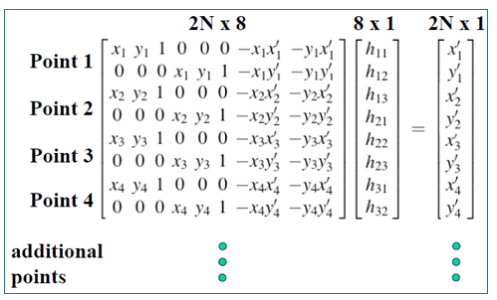 2N x 8 8 x 1 2N x 1
Point 1 x₁ y₁ 1 0 0 0 -x₁x′₁ -y₁x′₁ h₁₁ x′₁
0 0 0 x₁ y₁ 1 -x₁y′₁ -y₁y′₁ h₁₂ y′₁
Point 2 x₂ y₂ 1 0 0 0 -x₂x′₂ -y₂x′₂ h₁₃ x′₂
0 0 0 x₂ y₂ 1 -x₂y′₂ -y₂y′₂ h₂₁ y′₂
Point 3 x₃ y₃ 1 0 0 0 -x₃x′₃ -y₃x′₃ h₂₂ = x′₃
0 0 0 x₃ y₃ 1 -x₃y′₃ -y₃y′₃ h₂₃ y′₃
Point 4 x₄ y₄ 1 0 0 0 -x₄x′₄ -y₄x′₄ h₃₁ x′₄
0 0 0 x₄ y₄ 1 -x₄y′₄ -y₄y′₄ h₃₂ y′₄
additional
points